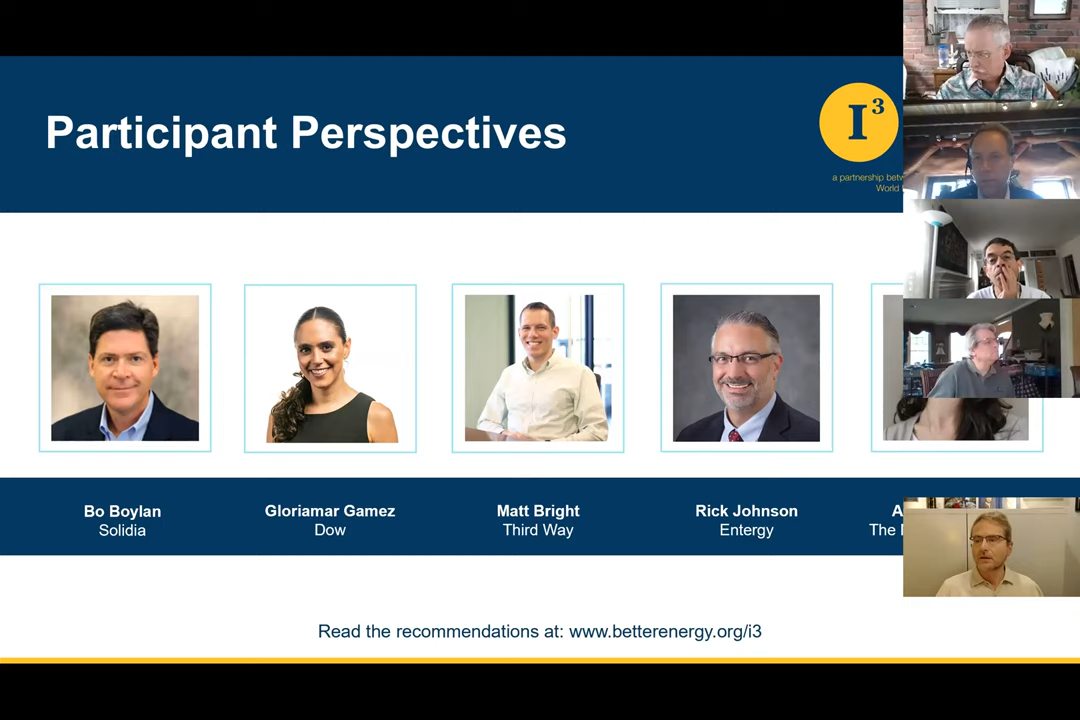 Participant Perspectives
I³
a partnership
World
Bo Boylan
Solidia
Gloriamar Gamez
Dow
Matt Bright
Third Way
Rick Johnson
Entergy
The
Read the recommendations at: www.betterenergy.org/i3